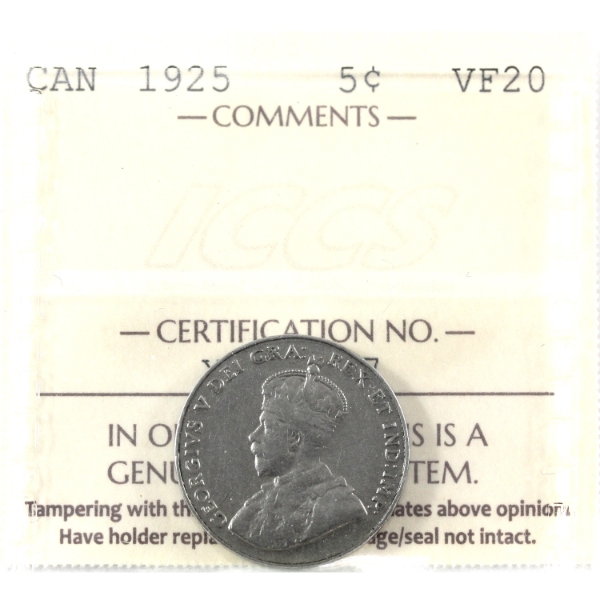 CAN 1925 5¢ VF20
— COMMENTS —
ICCS
— CERTIFICATION NO. —
GEORGIVS V DEI GRA: REX ET IND:IMP:
IN S IS A
GENU TEM.
Tampering with th ates above opinion.
Have holder repla ge/seal not intact.